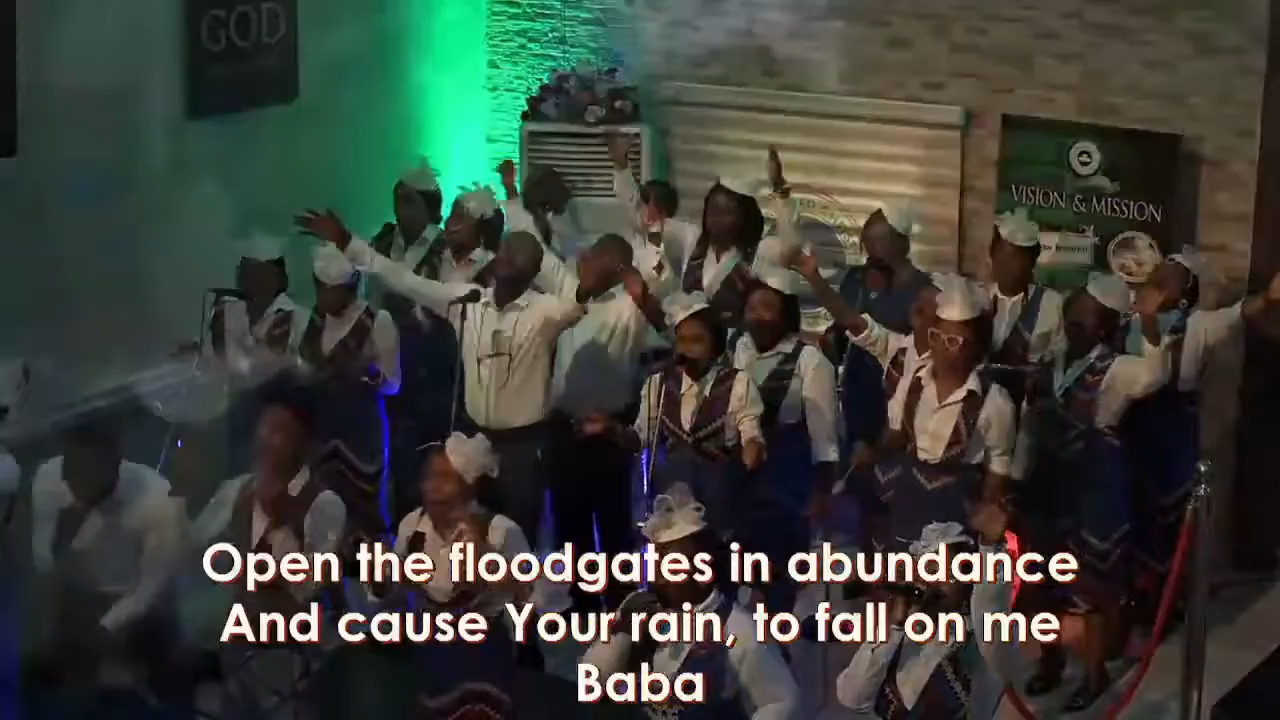 GOD
VISION & MISSION
Open the floodgates in abundance
And cause Your rain, to fall on me
Baba